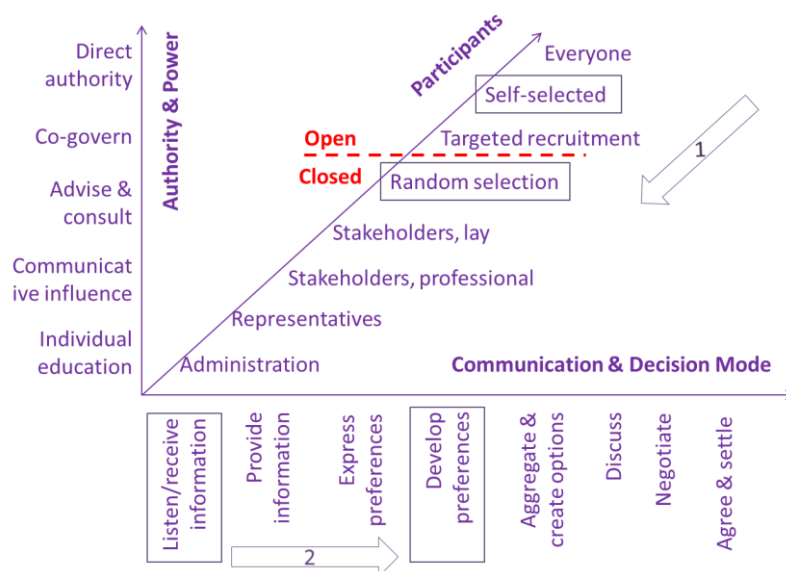 Direct
authority
Co-govern
Advise &
consult
Communicat
ive influence
Individual
education
Authority & Power
Participants
Everyone
Self-selected
Targeted recruitment
Open
Closed
Random selection
Stakeholders, lay
Stakeholders, professional
Representatives
Administration
1
Communication & Decision Mode
Listen/receive
information
Provide
information
Express
preferences
Develop
preferences
Aggregate &
create options
Discuss
Negotiate
Agree & settle
2